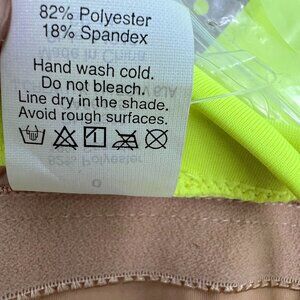 82% Polyester
18% Spandex
Hand wash cold.
Do not bleach.
Line dry in the shade.
Avoid rough surfaces.